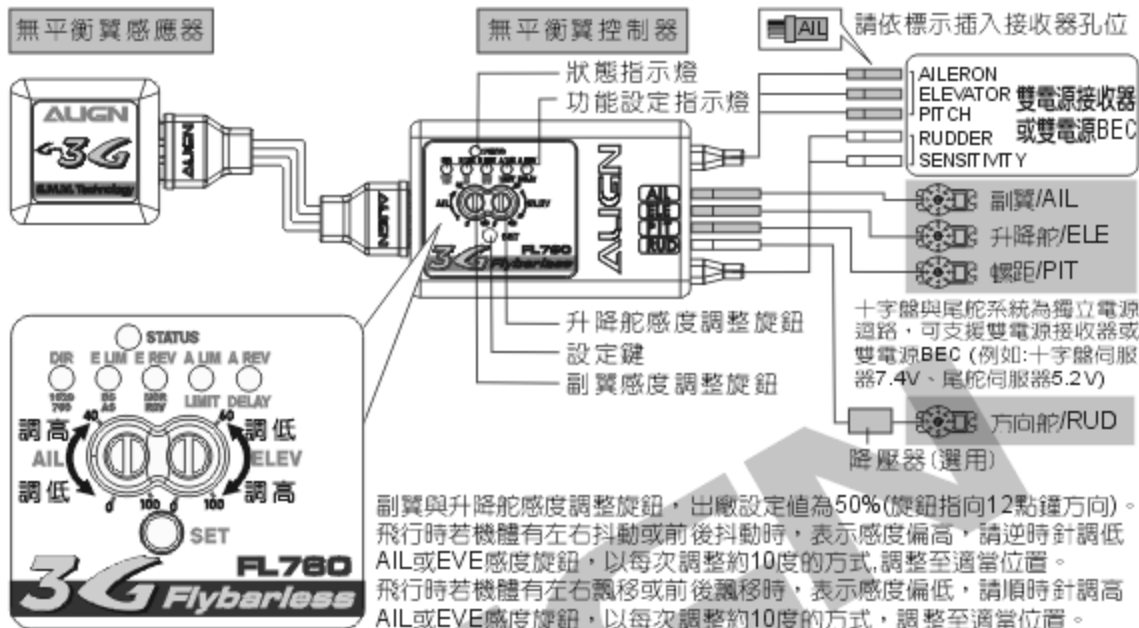 無平衡翼感應器
無平衡翼控制器
AIL
請依標示插入接收器孔位
狀態指示燈
功能設定指示燈
AILERON
ELEVATOR
PITCH
RUDDER
SENSITIVITY
雙電源接收器
或雙電源BEC
ALIGN
3G
ALIGN
ALIGN
ALIGN
AIL
ELE
PIT
RUD
AIL
ELEV
SET
3G
FL760
Flybarless
副翼/AIL
升降舵/ELE
螺距/PIT
十字盤與尾舵系統為獨立電源
迴路,可支援雙電源接收器或
雙電源BEC (例如:十字盤伺服
器7.4V、尾舵伺服器5.2V)
升降舵感度調整旋鈕
設定鍵
副翼感度調整旋鈕
方向舵/RUD
降壓器(選用)
STATUS
DIR E LIM E REV A LIM A REV
1520
760
DS
AS
NOR
REV
LIMIT DELAY
40 60
調高 調低
AIL ELEV
調低 調高
0 100 0 100
SET
3G
FL760
Flybarless
副翼與升降舵感度調整旋鈕,出廠設定值為50%(旋鈕指向12點鐘方向)。
飛行時若機體有左右抖動或前後抖動時,表示感度偏高,請逆時針調低
AIL或EVE感度旋鈕,以每次調整約10度的方式,調整至適當位置。
飛行時若機體有左右飄移或前後飄移時,表示感度偏低,請順時針調高
AIL或EVE感度旋鈕,以每次調整約10度的方式,調整至適當位置。